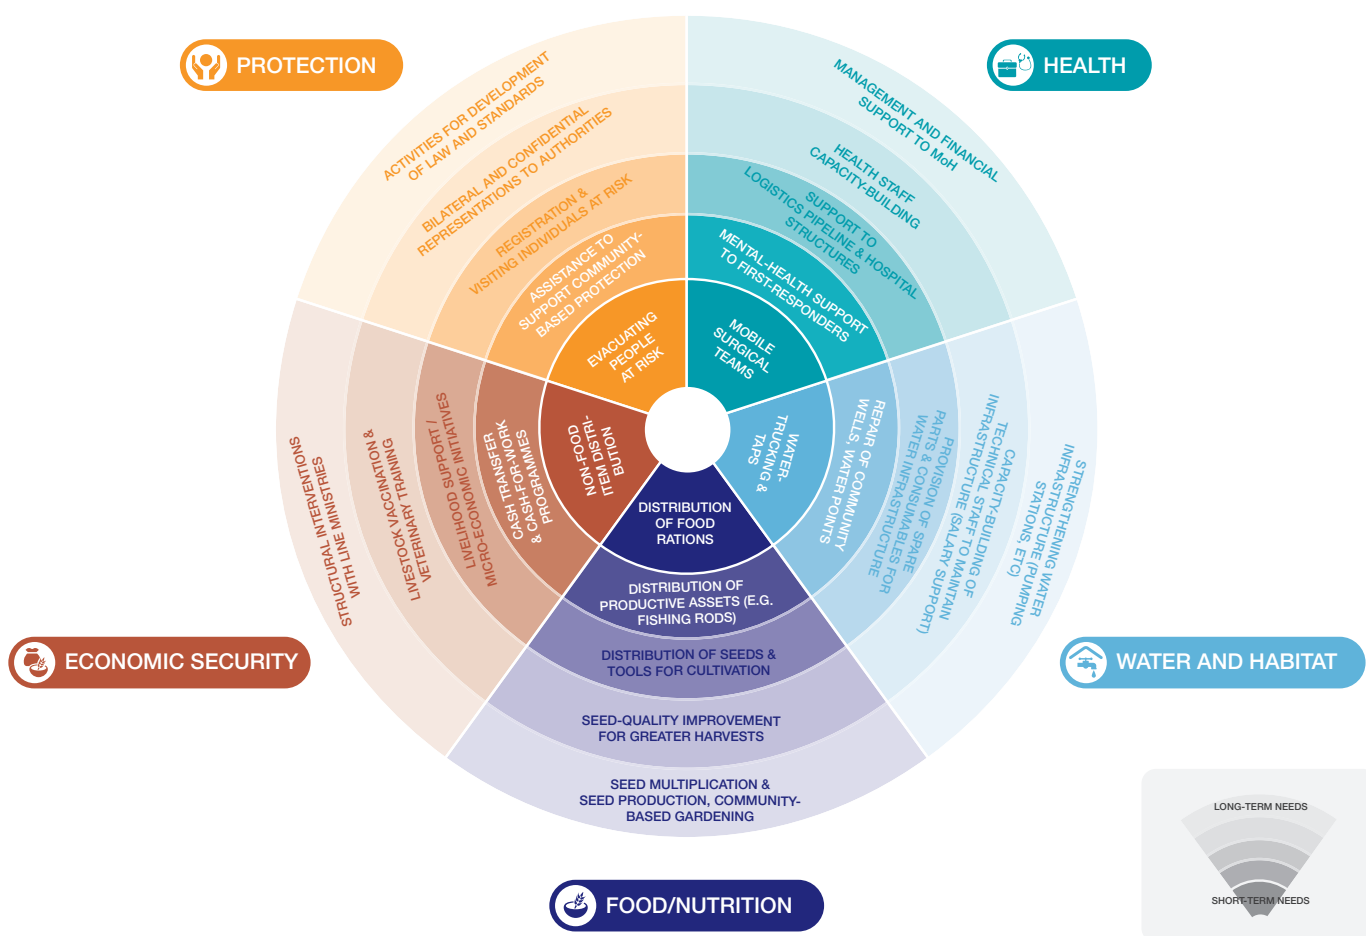 PROTECTION
ACTIVITIES FOR DEVELOPMENT
OF LAW AND STANDARDS
BILATERAL AND CONFIDENTIAL
REPRESENTATIONS TO AUTHORITIES
REGISTRATION &
VISITING INDIVIDUALS AT RISK
ASSISTANCE TO
SUPPORT COMMUNITY-
BASED PROTECTION
EVACUATING
PEOPLE
AT RISK
HEALTH
MANAGEMENT AND FINANCIAL
SUPPORT TO MoH
HEALTH STAFF
CAPACITY-BUILDING
SUPPORT TO
LOGISTICS PIPELINE & HOSPITAL
STRUCTURES
MENTAL-HEALTH SUPPORT
TO FIRST-RESPONDERS
MOBILE
SURGICAL
TEAMS
STRUCTURAL INTERVENTIONS
WITH LINE MINISTRIES
LIVESTOCK VACCINATION &
VETERINARY TRAINING
LIVELIHOOD SUPPORT /
MICRO-ECONOMIC INITIATIVES
CASH TRANSFER
& CASH-FOR-WORK
PROGRAMMES
NON-FOOD
ITEM DISTRI-
BUTION
ECONOMIC SECURITY
WATER-
TRUCKING &
TAPS
REPAIR OF COMMUNITY
WELLS, WATER POINTS
PROVISION OF SPARE
PARTS & CONSUMABLES FOR
WATER INFRASTRUCTURE
CAPACITY-BUILDING OF
TECHNICAL STAFF TO MAINTAIN
INFRASTRUCTURE (SALARY SUPPORT)
STRENGTHENING WATER
INFRASTRUCTURE (PUMPING
STATIONS, ETC)
WATER AND HABITAT
DISTRIBUTION
OF FOOD
RATIONS
DISTRIBUTION OF
PRODUCTIVE ASSETS (E.G.
FISHING RODS)
DISTRIBUTION OF SEEDS &
TOOLS FOR CULTIVATION
SEED-QUALITY IMPROVEMENT
FOR GREATER HARVESTS
SEED MULTIPLICATION &
SEED PRODUCTION, COMMUNITY-
BASED GARDENING
FOOD/NUTRITION
LONG-TERM NEEDS
SHORT-TERM NEEDS